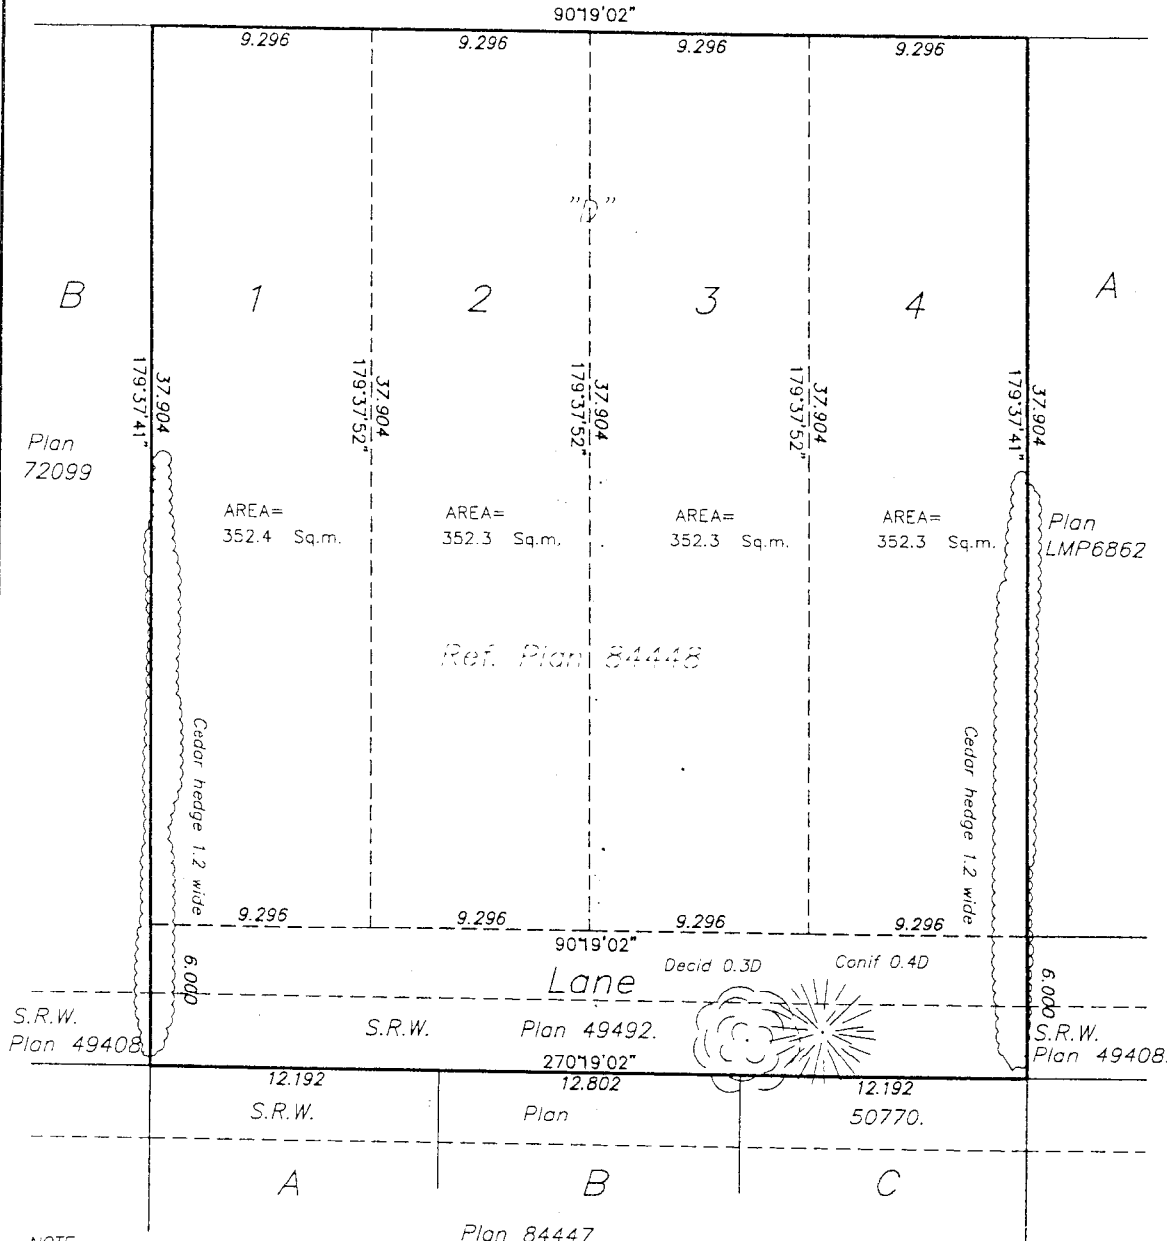 90°19'02"
9.296
9.296
9.296
9.296
"D"
B
1
2
3
4
A
37.904
179°37'41"
37.904
179°37'52"
37.904
179°37'52"
37.904
179°37'52"
37.904
179°37'41"
Plan
72099
AREA=
352.4 Sq.m.
AREA=
352.3 Sq.m.
AREA=
352.3 Sq.m.
AREA=
352.3 Sq.m.
Plan
LMP6862
Ref. Plan 84448
Cedar hedge 1.2 wide
Cedar hedge 1.2 wide
9.296
9.296
9.296
9.296
90°19'02"
Lane
Decid 0.3D
Conif 0.4D
6.000
6.000
S.R.W.
Plan 49408
S.R.W.
Plan 49492.
S.R.W.
Plan 49408.
270°19'02"
12.192
12.802
12.192
S.R.W.
Plan
50770.
A
B
C
Plan 84447
NOTE